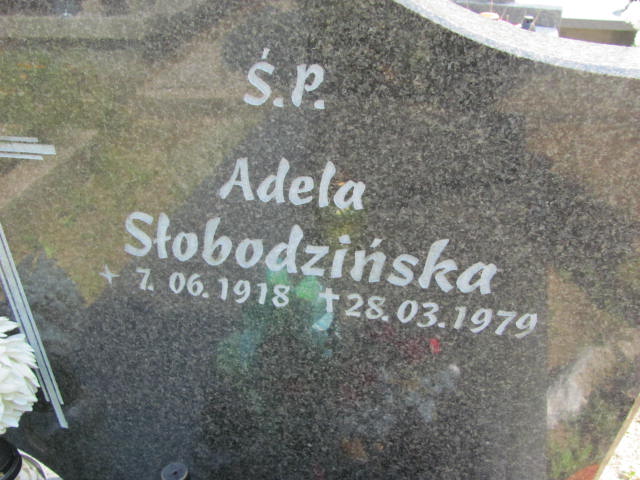 Ś.P.
Adela
Słobodzińska
+ 7. 06. 1918 † 28. 03. 1979